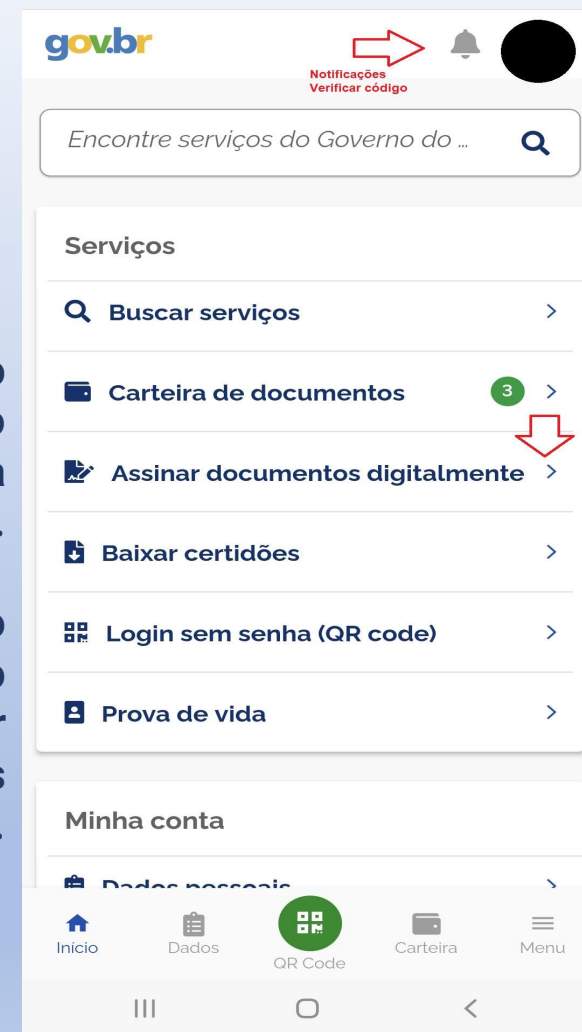 gov.br
Notificações
Verificar código
Encontre serviços do Governo do ...
Serviços
Buscar serviços
Carteira de documentos 3
Assinar documentos digitalmente
Baixar certidões
Login sem senha (QR code)
Prova de vida
Minha conta
Dados pessoais
Início
Dados
QR Code
Carteira
Menu